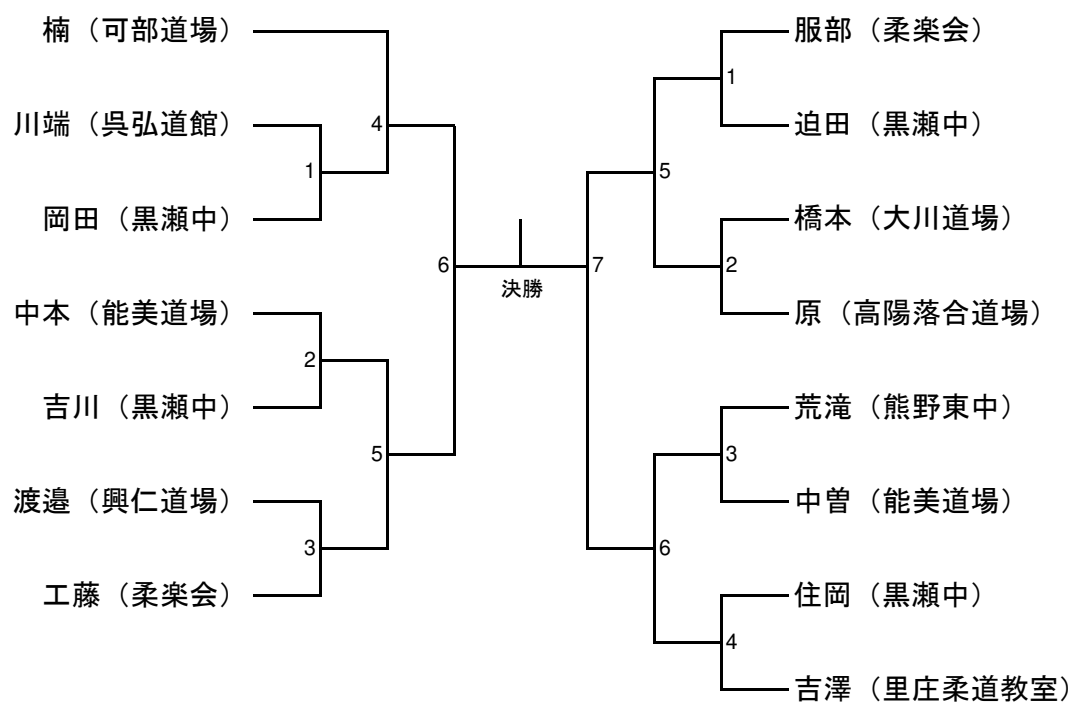 楠（可部道場）
川端（呉弘道館）
岡田（黒瀬中）
中本（能美道場）
吉川（黒瀬中）
渡邉（興仁道場）
工藤（柔楽会）
4
1
6
2
5
3
決勝
7
1
5
2
3
6
4
服部（柔楽会）
迫田（黒瀬中）
橋本（大川道場）
原（高陽落合道場）
荒滝（熊野東中）
中曽（能美道場）
住岡（黒瀬中）
吉澤（里庄柔道教室）